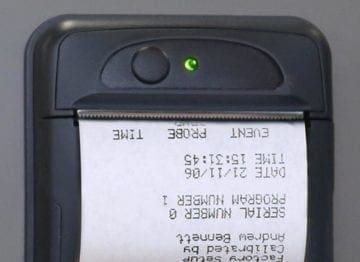 Factory Setup
Calibrated by
Andrew Bennett
SERIAL NUMBER 0
PROGRAM NUMBER 1
DATE 21/11/06
TIME 15:31:45
EVENT PROBE TIME